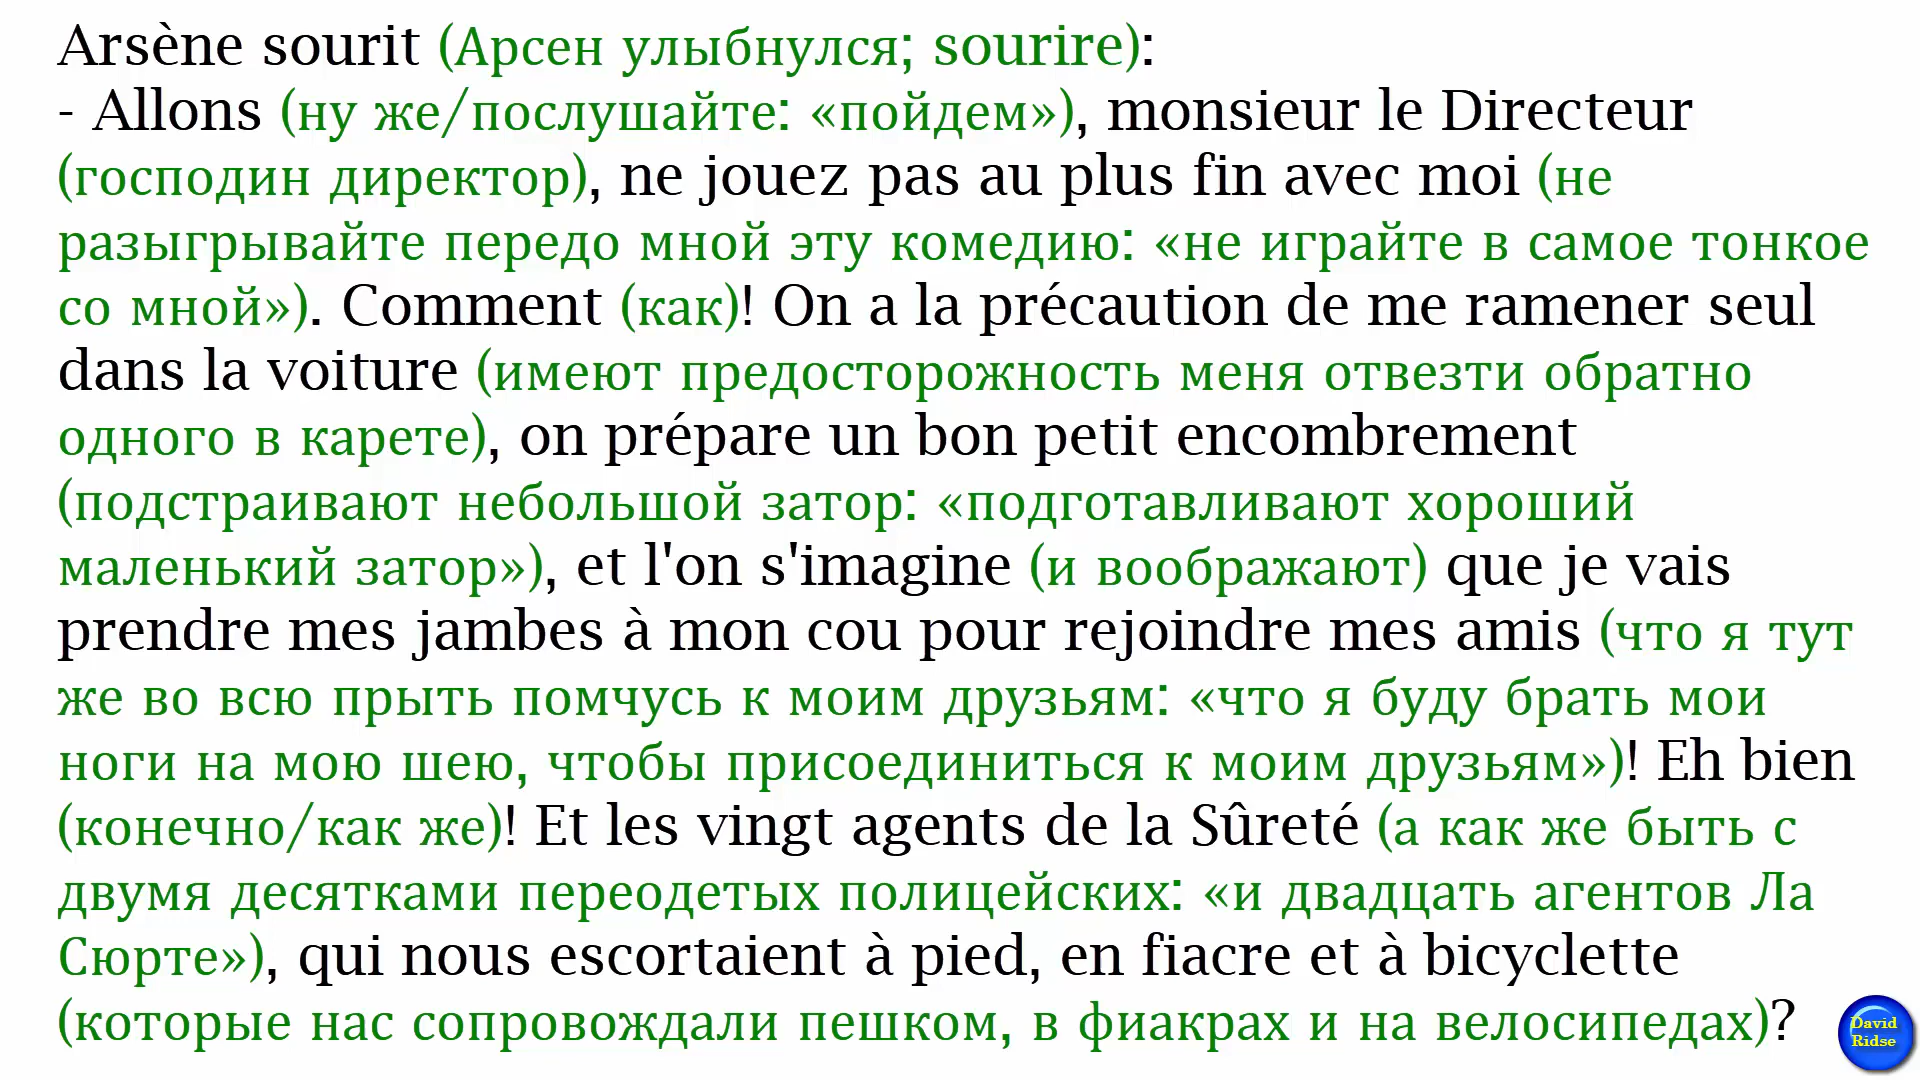 Arsène sourit (Арсен улыбнулся; sourire):
- Allons (ну же/послушайте: «пойдем»), monsieur le Directeur
(господин директор), ne jouez pas au plus fin avec moi (не
разыгрывайте передо мной эту комедию: «не играйте в самое тонкое
со мной»). Comment (как)! On a la précaution de me ramener seul
dans la voiture (имеют предосторожность меня отвезти обратно
одного в карете), on prépare un bon petit encombrement
(подстраивают небольшой затор: «подготавливают хороший
маленький затор»), et l'on s'imagine (и воображают) que je vais
prendre mes jambes à mon cou pour rejoindre mes amis (что я тут
же во всю прыть помчусь к моим друзьям: «что я буду брать мои
ноги на мою шею, чтобы присоединиться к моим друзьям»)! Eh bien
(конечно/как же)! Et les vingt agents de la Sûreté (а как же быть с
двумя десятками переодетых полицейских: «и двадцать агентов Ла
Сюрте»), qui nous escortaient à pied, en fiacre et à bicyclette
(которые нас сопровождали пешком, в фиакрах и на велосипедах)?
David
Ridse